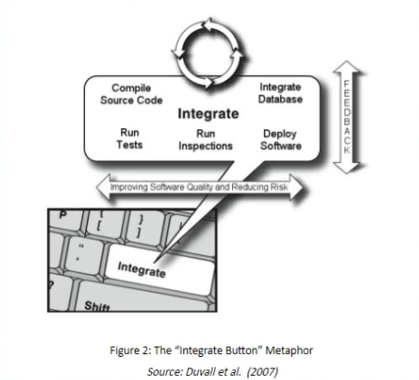 Compile
Source Code
Integrate
Database
Integrate
Run
Tests
Run
Inspections
Deploy
Software
FEEDBACK
Improving Software Quality and Reducing Risk
P
{
[
}
]
"
'
Integrate
?
Shift
Figure 2: The “Integrate Button” Metaphor
Source: Duvall et al. (2007)